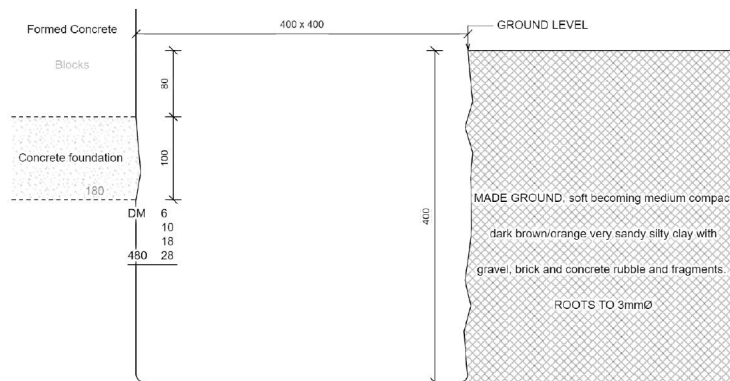 Formed Concrete
400 x 400
GROUND LEVEL
Blocks
80
Concrete foundation
100
180
400
DM 6
10
18
480 28
MADE GROUND, soft becoming medium compac
dark brown/orange very sandy silty clay with
gravel, brick and concrete rubble and fragments.
ROOTS TO 3mmØ